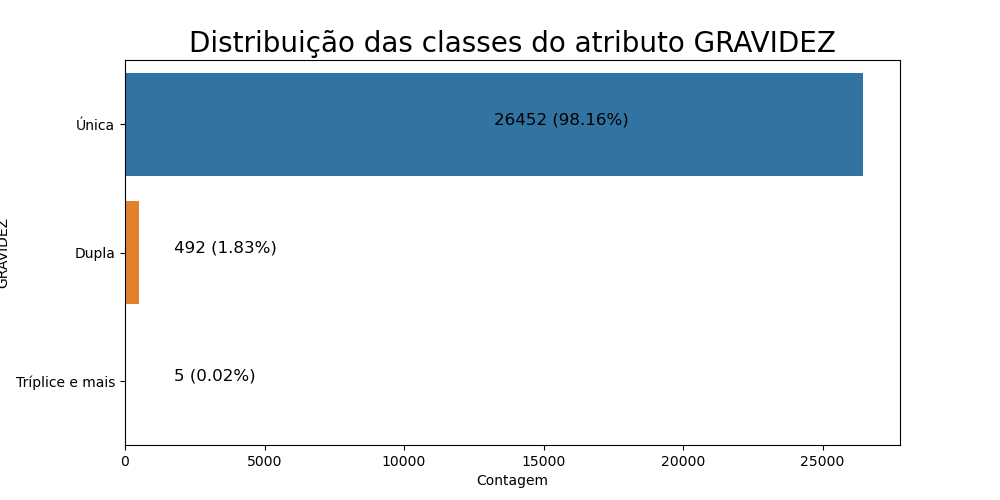 Distribuição das classes do atributo GRAVIDEZ
Única
26452 (98.16%)
Dupla
492 (1.83%)
Tríplice e mais
5 (0.02%)
GRAVIDEZ
0 5000 10000 15000 20000 25000
Contagem